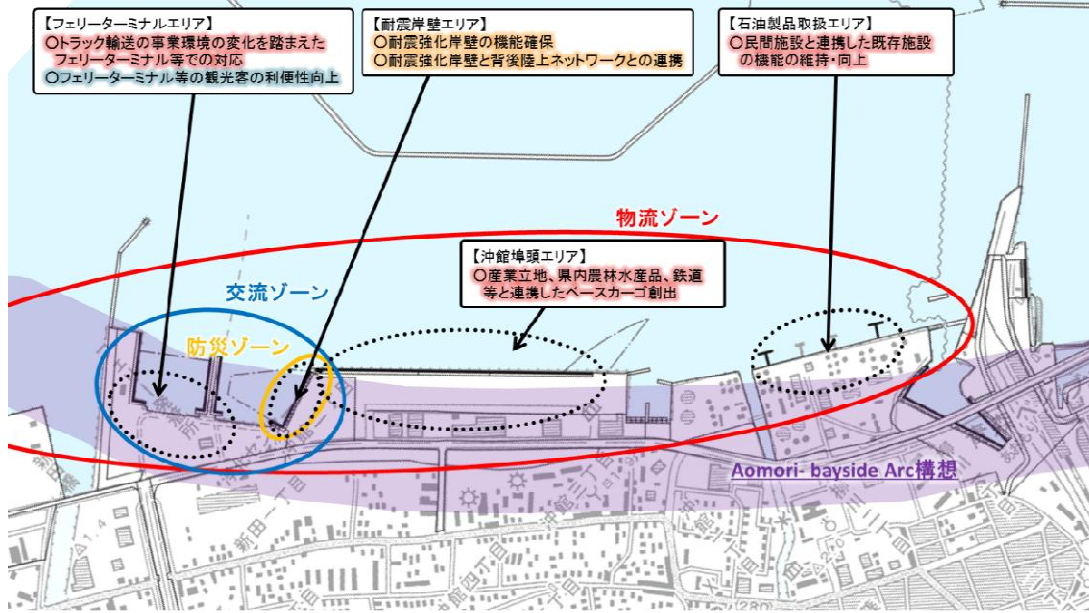 【フェリーターミナルエリア】
○トラック輸送の事業環境の変化を踏まえた
フェリーターミナル等での対応
○フェリーターミナル等の観光客の利便性向上
【耐震岸壁エリア】
○耐震強化岸壁の機能確保
○耐震強化岸壁と背後陸上ネットワークとの連携
【石油製品取扱エリア】
○民間施設と連携した既存施設
の機能の維持・向上
物流ゾーン
【沖館埠頭エリア】
○産業立地、県内農林水産品、鉄道
等と連携したベースカーゴ創出
交流ゾーン
防災ゾーン
Aomori- bayside Arc構想
新田一丁目
沖館四丁目